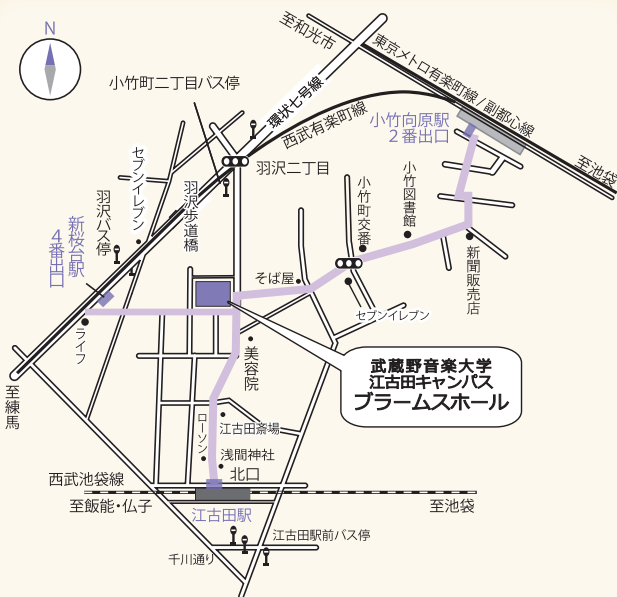 N
至和光市
東京メトロ有楽町線/副都心線
小竹町二丁目バス停
環状七号線
西武有楽町線
小竹向原駅
2番出口
至池袋
セブンイレブン
羽沢二丁目
小竹町交番
小竹図書館
羽沢バス停
羽沢歩道橋
新桜台駅
4番出口
新聞販売店
そば屋
セブンイレブン
ライフ
美容院
武蔵野音楽大学
江古田キャンパス
ブラームスホール
至練馬
ローソン
江古田斎場
浅間神社
北口
西武池袋線
至飯能・仏子
江古田駅
至池袋
江古田駅前バス停
千川通り